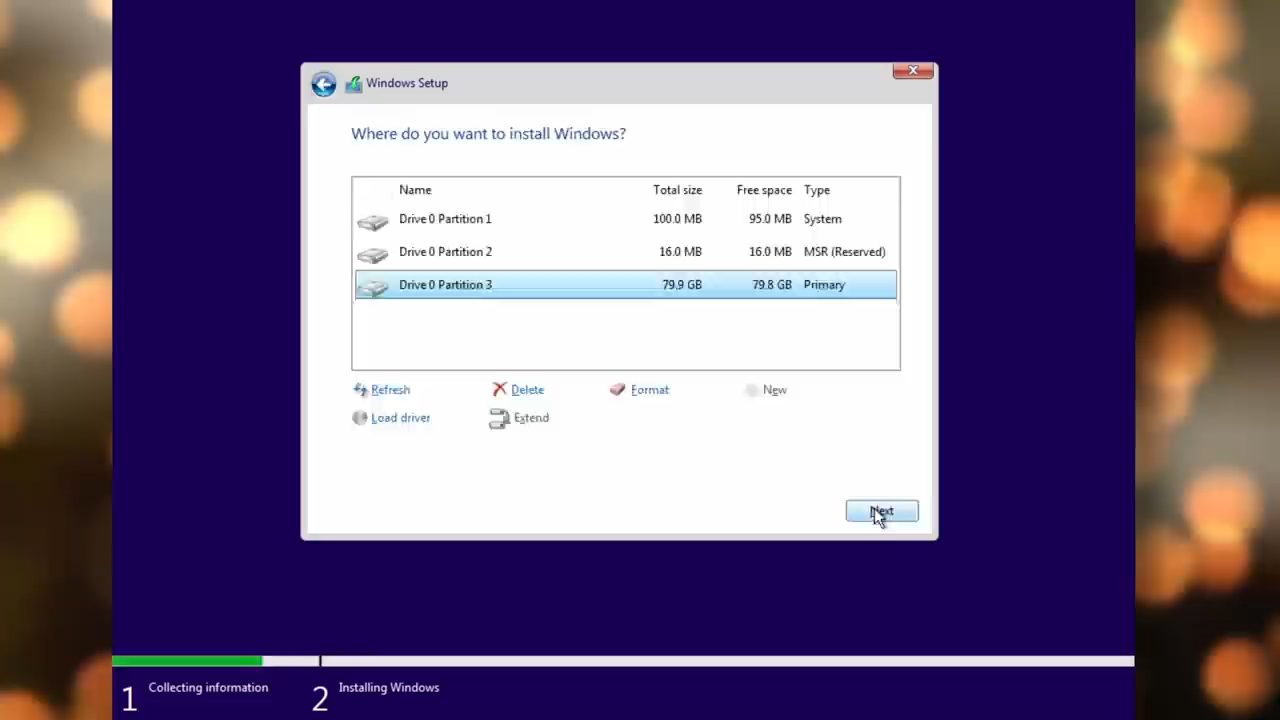 Windows Setup
Where do you want to install Windows?
Name Total size Free space Type
Drive 0 Partition 1 100.0 MB 95.0 MB System
Drive 0 Partition 2 16.0 MB 16.0 MB MSR (Reserved)
Drive 0 Partition 3 79.9 GB 79.8 GB Primary
Refresh Delete Format New
Load driver Extend
Next
1 Collecting information 2 Installing Windows